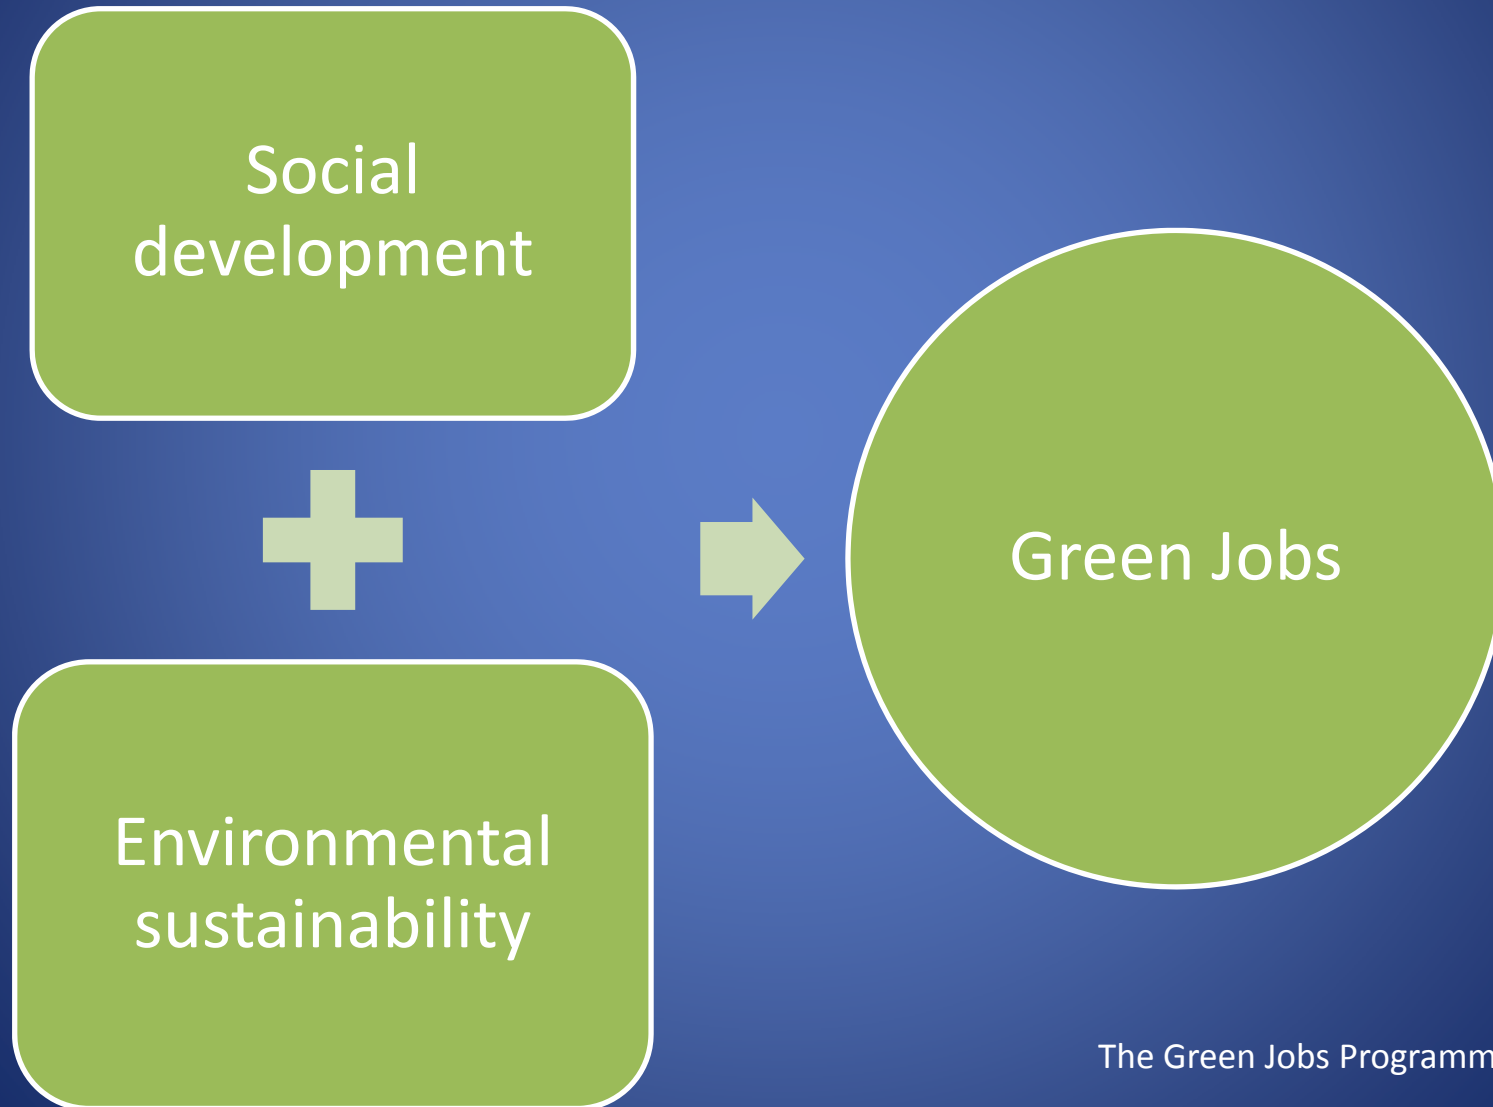 Social
development
Green Jobs
Environmental
sustainability
The Green Jobs Programm